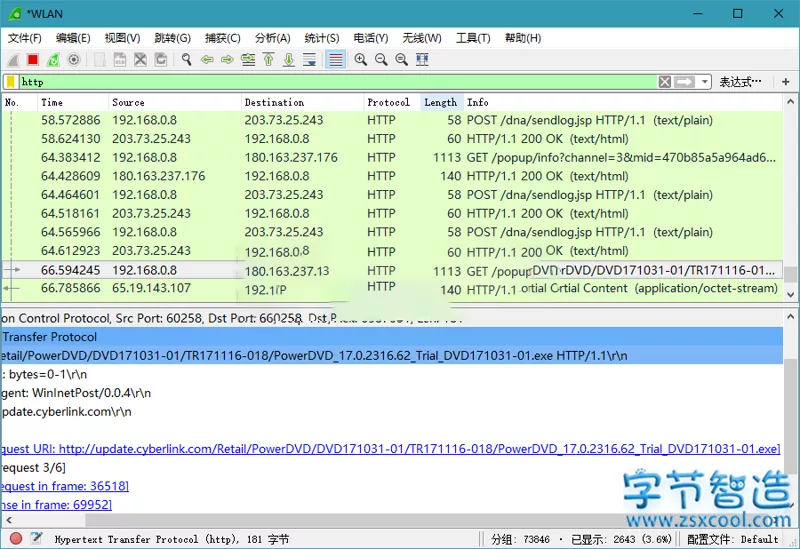 *WLAN
文件(F) 编辑(E) 视图(V) 跳转(G) 捕获(C) 分析(A) 统计(S) 电话(Y) 无线(W) 工具(T) 帮助(H)
http 表达式… +
No. Time Source Destination Protocol Length Info
58.572886 192.168.0.8 203.73.25.243 HTTP 58 POST /dna/sendlog.jsp HTTP/1.1 (text/plain)
58.624130 203.73.25.243 192.168.0.8 HTTP 60 HTTP/1.1 200 OK (text/html)
64.383412 192.168.0.8 180.163.237.176 HTTP 1113 GET /popup/info?channel=3&mid=470b85a5a964ad6...
64.428609 180.163.237.176 192.168.0.8 HTTP 140 HTTP/1.1 200 OK (text/html)
64.464601 192.168.0.8 203.73.25.243 HTTP 58 POST /dna/sendlog.jsp HTTP/1.1 (text/plain)
64.518161 203.73.25.243 192.168.0.8 HTTP 60 HTTP/1.1 200 OK (text/html)
64.565966 192.168.0.8 203.73.25.243 HTTP 58 POST /dna/sendlog.jsp HTTP/1.1 (text/plain)
64.612923 203.73.25.243 192.168.0.8 HTTP 60 HTTP/1.1 200 OK (text/html)
66.594245 192.168.0.8 180.163.237.13 HTTP 1113 GET /popup DVD/DVD171031-01/TR171116-01...
66.785866 65.19.143.107 HTTP 140 HTTP/1.1 Content (application/octet-stream)
on Control Protocol, Src Port: 60258, Dst Port:
Transfer Protocol
etail/PowerDVD/DVD171031-01/TR171116-018/PowerDVD_17.0.2316.62_Trial_DVD171031-01.exe HTTP/1.1\r\n
: bytes=0-1\r\n
gent: WinInetPost/0.0.4\r\n
pdate.cyberlink.com\r\n
quest URI: http://update.cyberlink.com/Retail/PowerDVD/DVD171031-01/TR171116-018/PowerDVD_17.0.2316.62_Trial_DVD171031-01.exe]
request 3/6]
equest in frame: 36518]
nse in frame: 69952]
字节智造
www.zsxcool.com
Hypertext Transfer Protocol (http), 181 字节 分组: 73846 · 已显示: 2643 (3.6%) 配置文件: Default